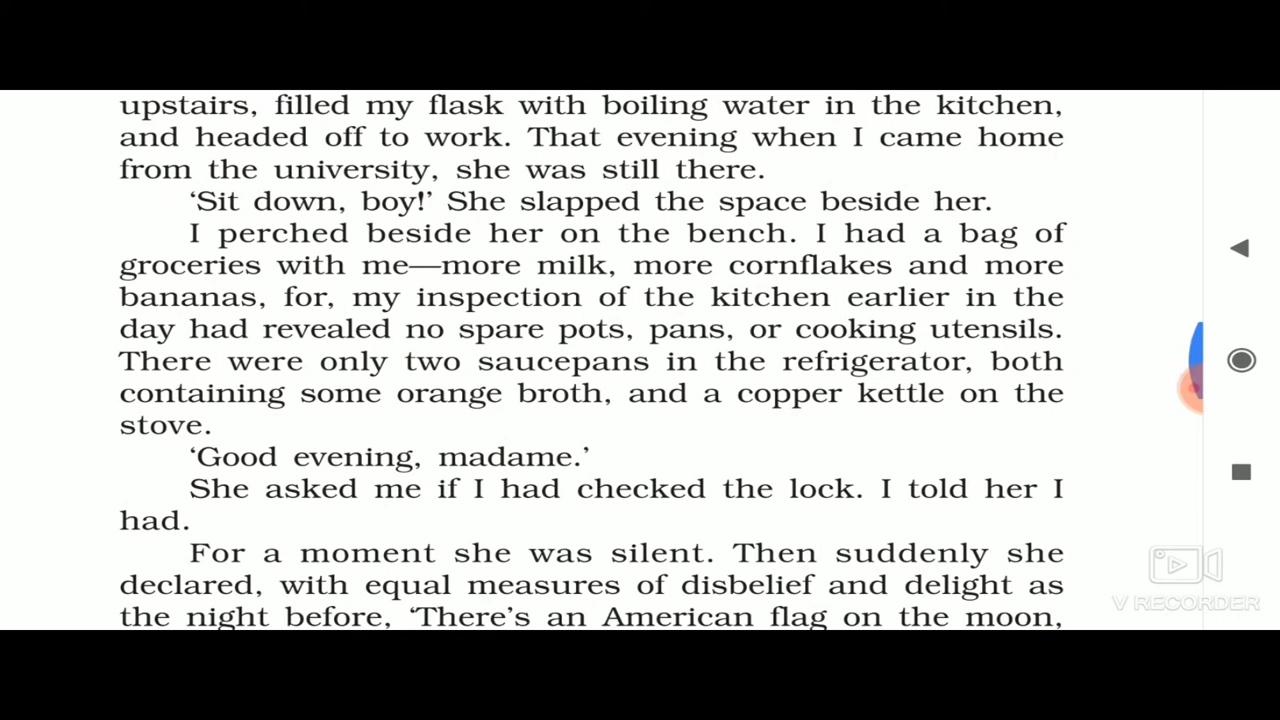 upstairs, filled my flask with boiling water in the kitchen,
and headed off to work. That evening when I came home
from the university, she was still there.
‘Sit down, boy!’ She slapped the space beside her.
I perched beside her on the bench. I had a bag of
groceries with me—more milk, more cornflakes and more
bananas, for, my inspection of the kitchen earlier in the
day had revealed no spare pots, pans, or cooking utensils.
There were only two saucepans in the refrigerator, both
containing some orange broth, and a copper kettle on the
stove.
‘Good evening, madame.’
She asked me if I had checked the lock. I told her I
had.
For a moment she was silent. Then suddenly she
declared, with equal measures of disbelief and delight as
the night before, ‘There’s an American flag on the moon,
V RECORDER